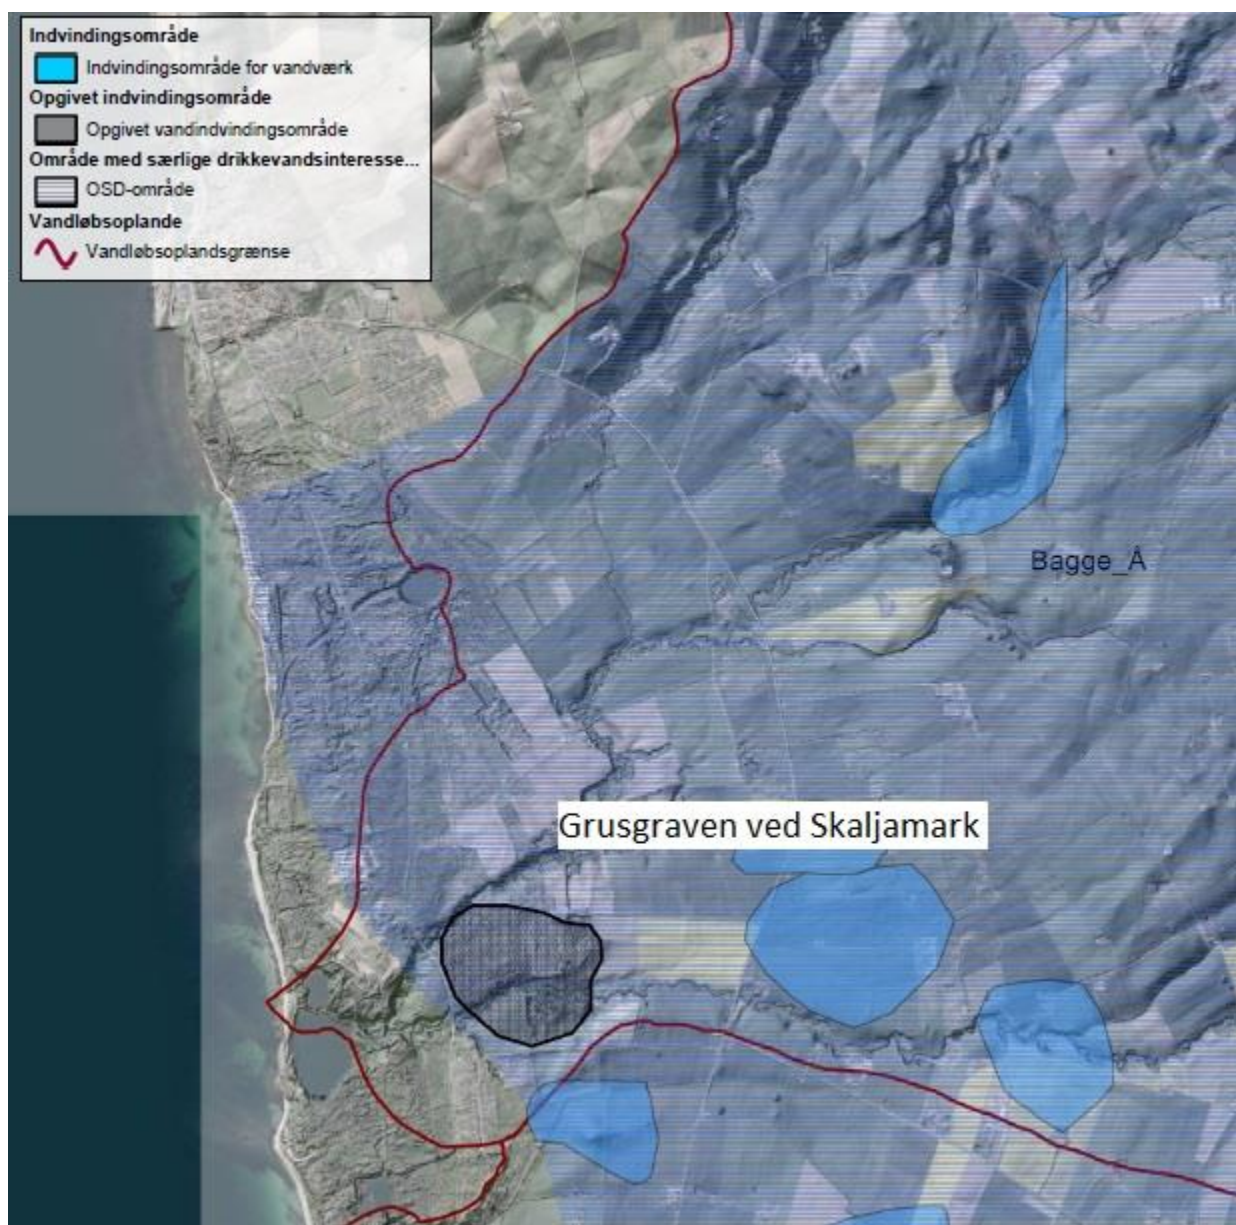 Indvindingsområde
Indvindingsområde for vandværk
Opgivet indvindingsområde
Opgivet vandindvindingsområde
Område med særlige drikkevandsinteresse...
OSD-område
Vandløbsoplande
Vandløbsoplandsgrænse
Bagge_Å
Grusgraven ved Skaljamark